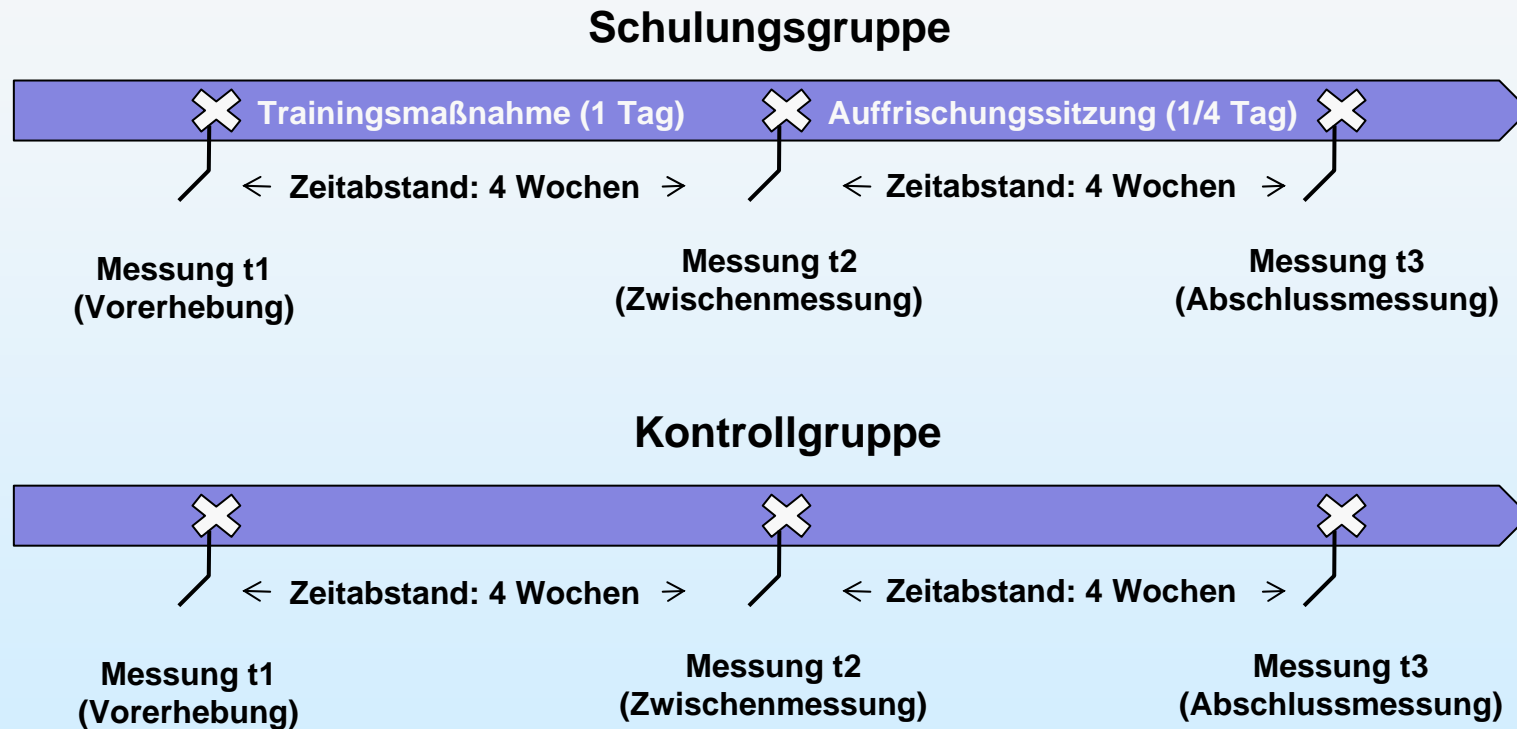 Schulungsgruppe
Trainingsmaßnahme (1 Tag) Auffrischungssitzung (1/4 Tag)
← Zeitabstand: 4 Wochen → ← Zeitabstand: 4 Wochen →
Messung t1 Messung t2 Messung t3
(Vorerhebung) (Zwischenmessung) (Abschlussmessung)
Kontrollgruppe
← Zeitabstand: 4 Wochen → ← Zeitabstand: 4 Wochen →
Messung t1 Messung t2 Messung t3
(Vorerhebung) (Zwischenmessung) (Abschlussmessung)